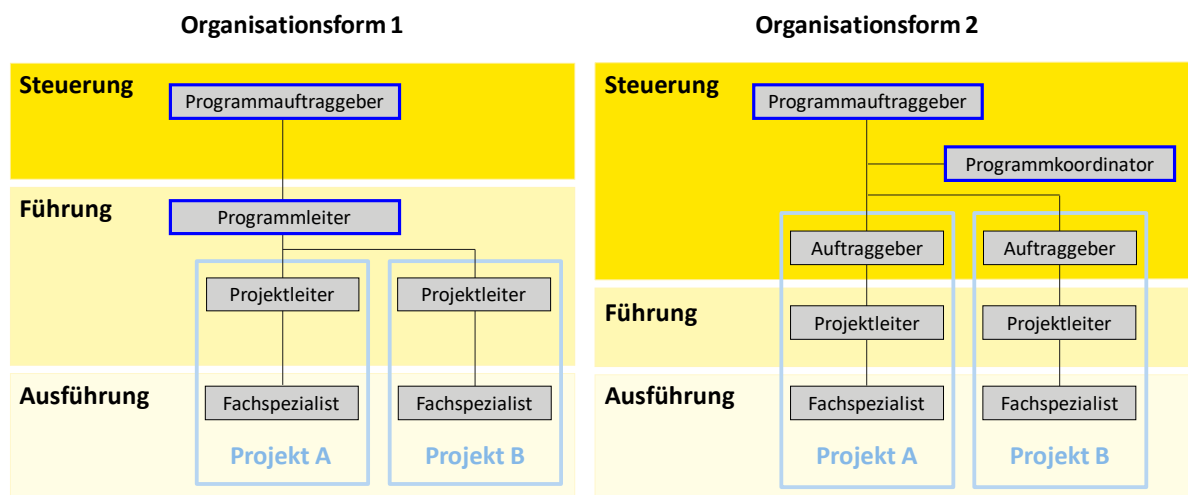 Organisationsform 1
Steuerung
Programmauftraggeber
Führung
Programmleiter
Projektleiter
Projektleiter
Ausführung
Fachspezialist
Fachspezialist
Projekt A
Projekt B
Organisationsform 2
Steuerung
Programmauftraggeber
Programmkoordinator
Auftraggeber
Auftraggeber
Führung
Projektleiter
Projektleiter
Ausführung
Fachspezialist
Fachspezialist
Projekt A
Projekt B